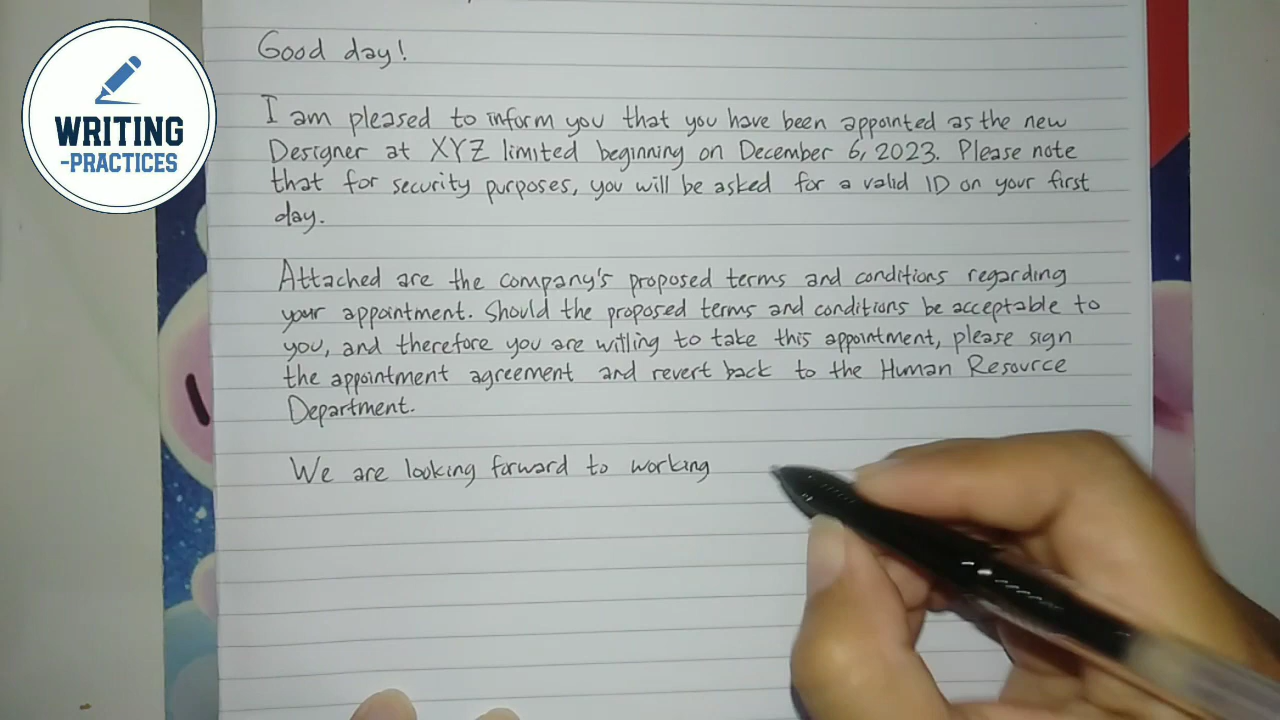 WRITING
-PRACTICES
Good day!
I am pleased to inform you that you have been appointed as the new
Designer at XYZ limited beginning on December 6, 2023. Please note
that for security purposes, you will be asked for a valid ID on your first
day.
Attached are the company's proposed terms and conditions regarding
your appointment. Should the proposed terms and conditions be acceptable to
you, and therefore you are willing to take this appointment, please sign
the appointment agreement and revert back to the Human Resource
Department.
We are looking forward to working